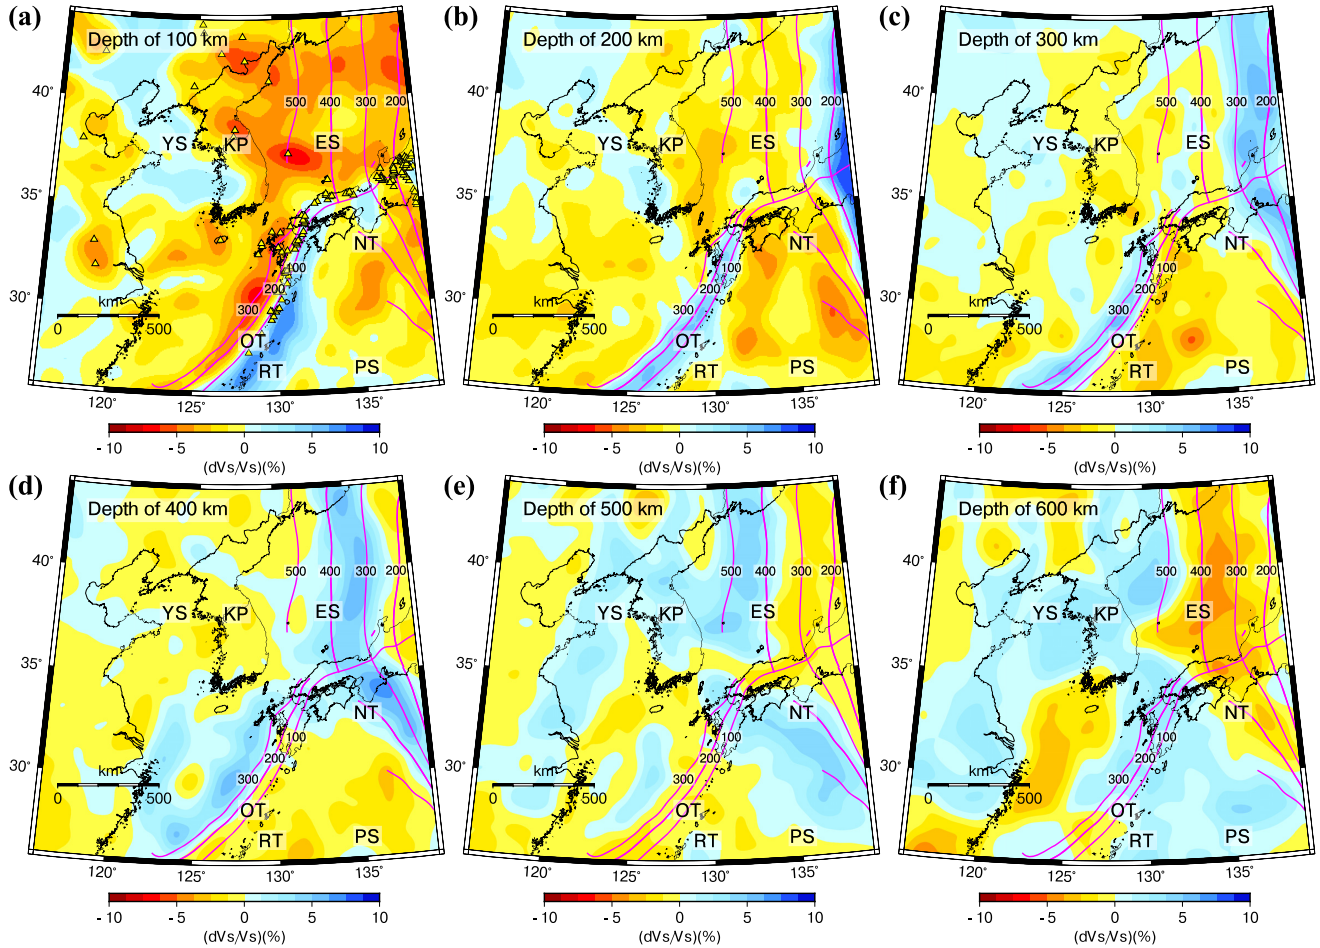 (a)
Depth of 100 km
40°
35°
30°
500
400
300
200
YS
KP
ES
NT
100
200
300
km
0
500
OT
RT
PS
120°
125°
130°
135°
-10
-5
0
5
10
(dVs/Vs)(%)
(b)
Depth of 200 km
40°
35°
30°
500
400
300
200
YS
KP
ES
NT
100
200
300
km
0
500
OT
RT
PS
120°
125°
130°
135°
-10
-5
0
5
10
(dVs/Vs)(%)
(c)
Depth of 300 km
40°
35°
30°
500
400
300
200
YS
KP
ES
NT
100
200
300
km
0
500
OT
RT
PS
120°
125°
130°
135°
-10
-5
0
5
10
(dVs/Vs)(%)
(d)
Depth of 400 km
40°
35°
30°
500
400
300
200
YS
KP
ES
NT
100
200
300
km
0
500
OT
RT
PS
120°
125°
130°
135°
-10
-5
0
5
10
(dVs/Vs)(%)
(e)
Depth of 500 km
40°
35°
30°
500
400
300
200
YS
KP
ES
NT
100
200
300
km
0
500
OT
RT
PS
120°
125°
130°
135°
-10
-5
0
5
10
(dVs/Vs)(%)
(f)
Depth of 600 km
40°
35°
30°
500
400
300
200
YS
KP
ES
NT
100
200
300
km
0
500
OT
RT
PS
120°
125°
130°
135°
-10
-5
0
5
10
(dVs/Vs)(%)